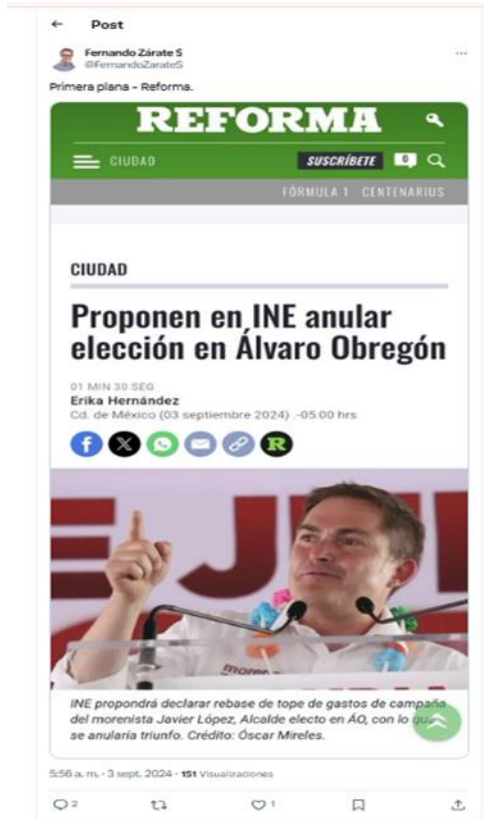 ← Post
Fernando Zárate S
@FernandoZarateS
Primera plana - Reforma.
REFORMA
CIUDAD
SUSCRÍBETE
0
FÓRMULA 1 CENTENARIUS
CIUDAD
Proponen en INE anular
elección en Álvaro Obregón
01 MIN 30 SEG
Erika Hernández
Cd. de México (03 septiembre 2024) .-05:00 hrs
R
morena
INE propondrá declarar rebase de tope de gastos de campaña
del morenista Javier López, Alcalde electo en ÁO, con lo
se anularía triunfo. Crédito: Óscar Mireles.
5:56 a. m. · 3 sept. 2024 · 151 Visualizaciones
2
1